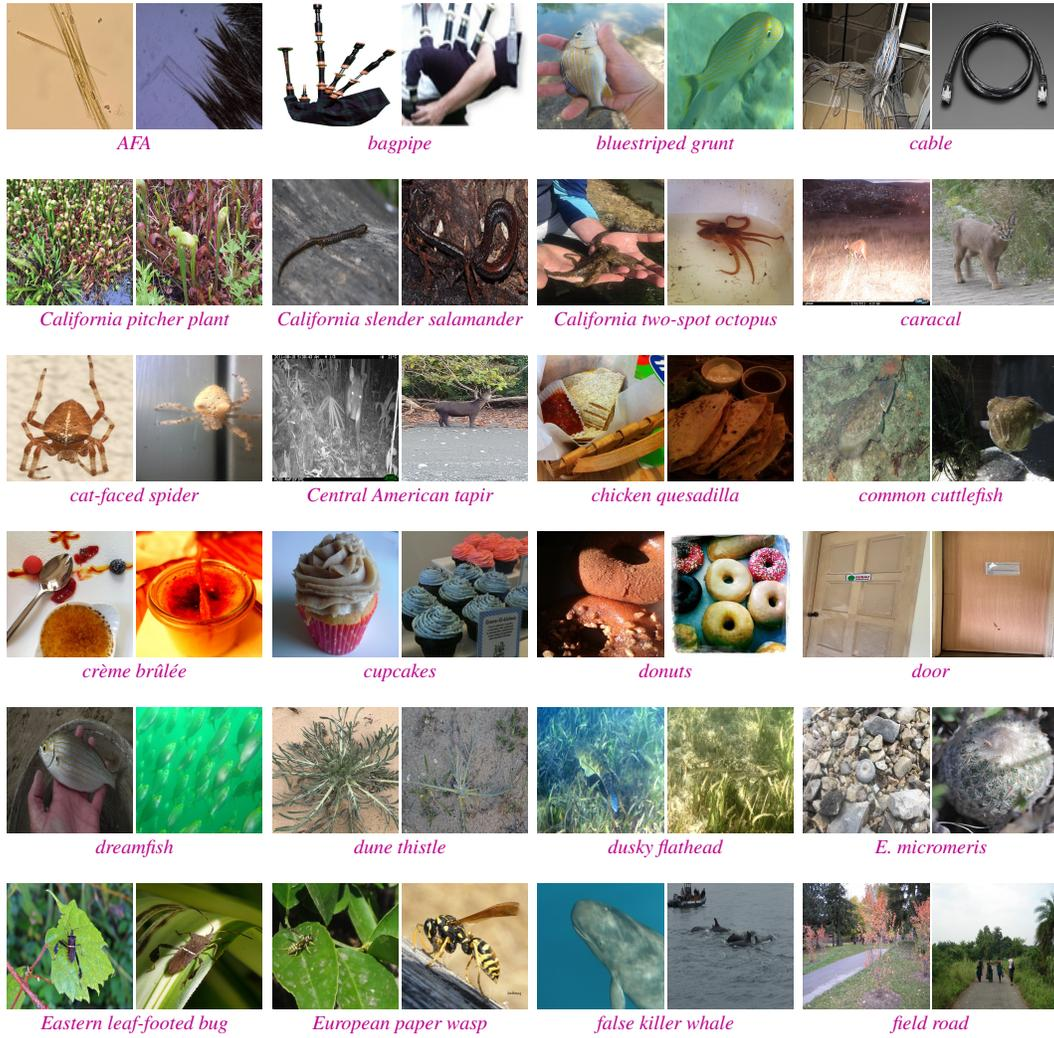 AFA
bagpipe
bluestriped grunt
cable
California pitcher plant
California slender salamander
California two-spot octopus
caracal
cat-faced spider
Central American tapir
chicken quesadilla
common cuttlefish
crème brûlée
cupcakes
donuts
door
dreamfish
dune thistle
dusky flathead
E. micromeris
Eastern leaf-footed bug
European paper wasp
false killer whale
field road